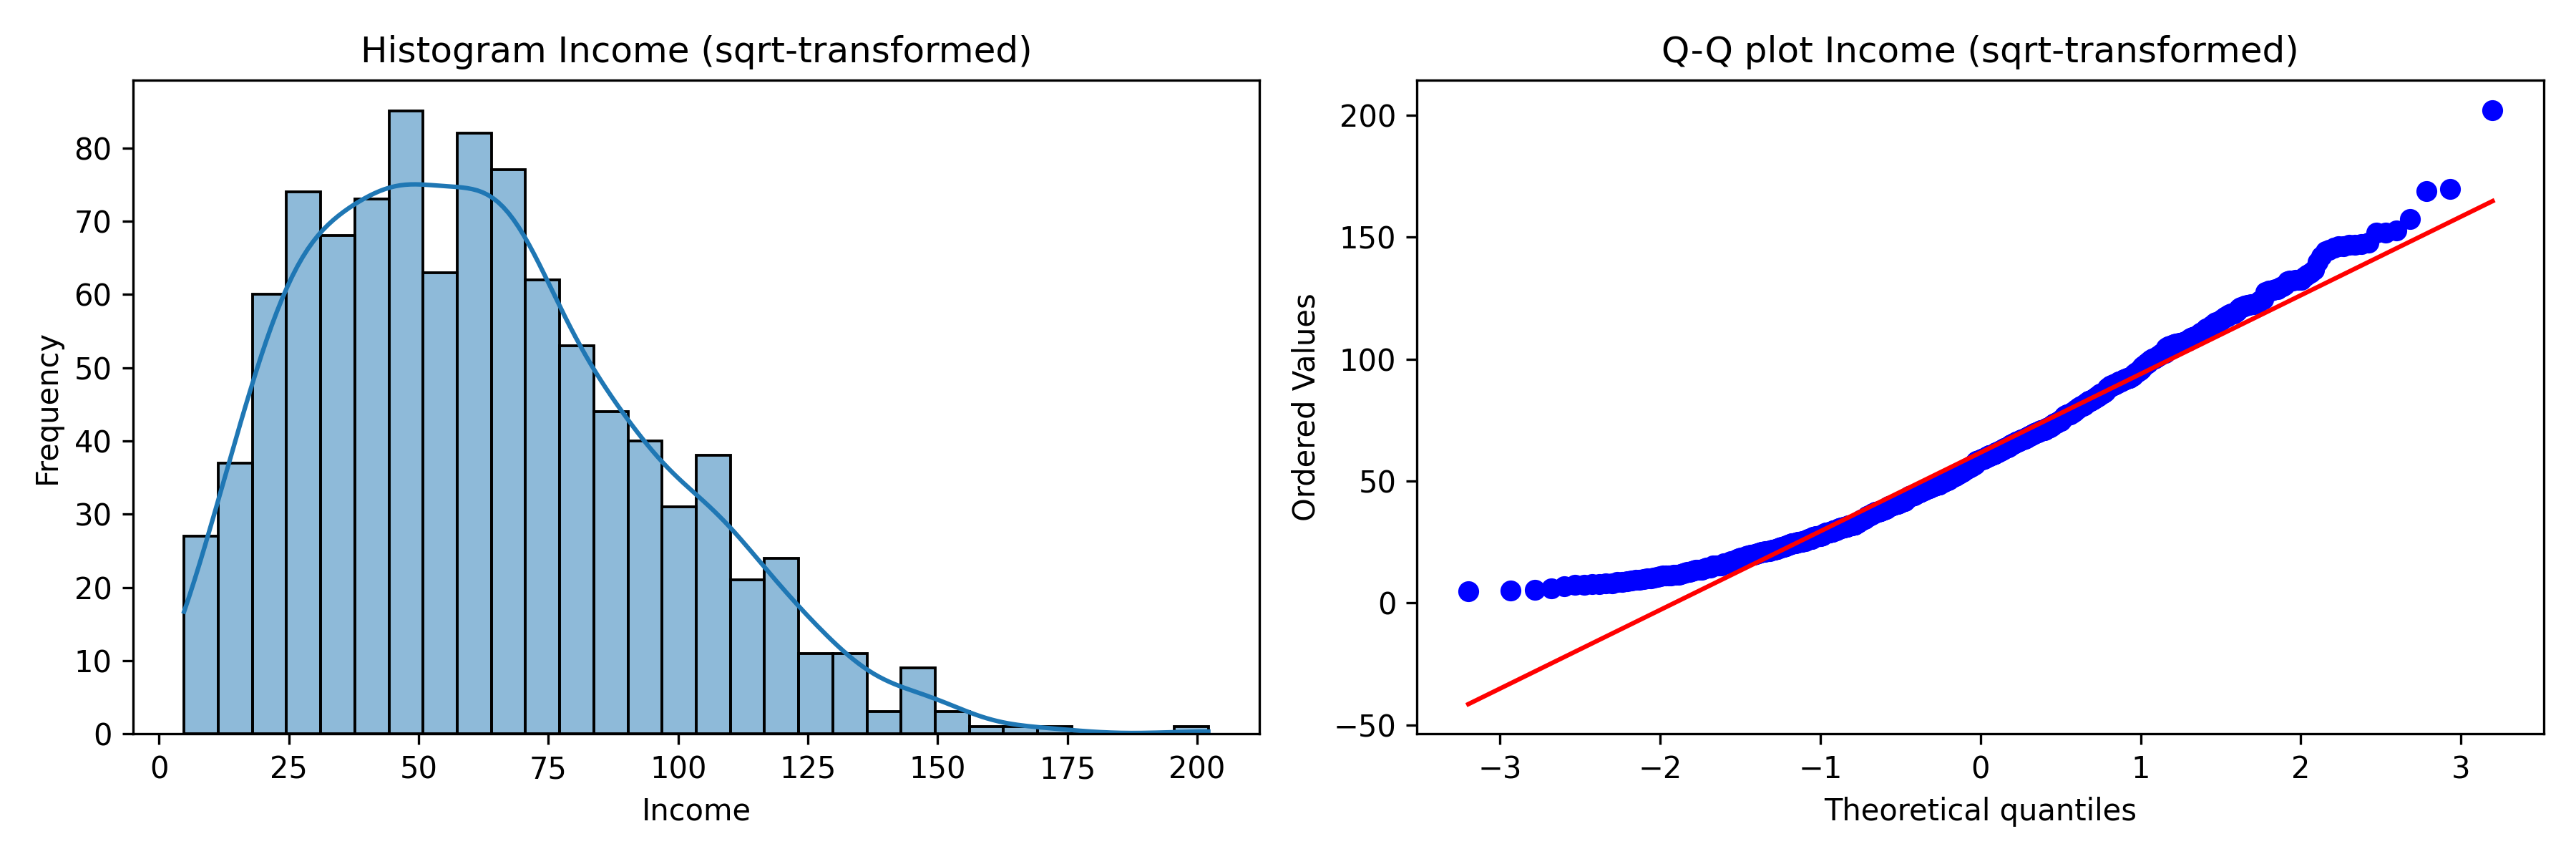 Histogram Income (sqrt-transformed)
Frequency
80
70
60
50
40
30
20
10
0
0 25 50 75 100 125 150 175 200
Income
Q-Q plot Income (sqrt-transformed)
Ordered Values
200
150
100
50
0
−50
−3 −2 −1 0 1 2 3
Theoretical quantiles